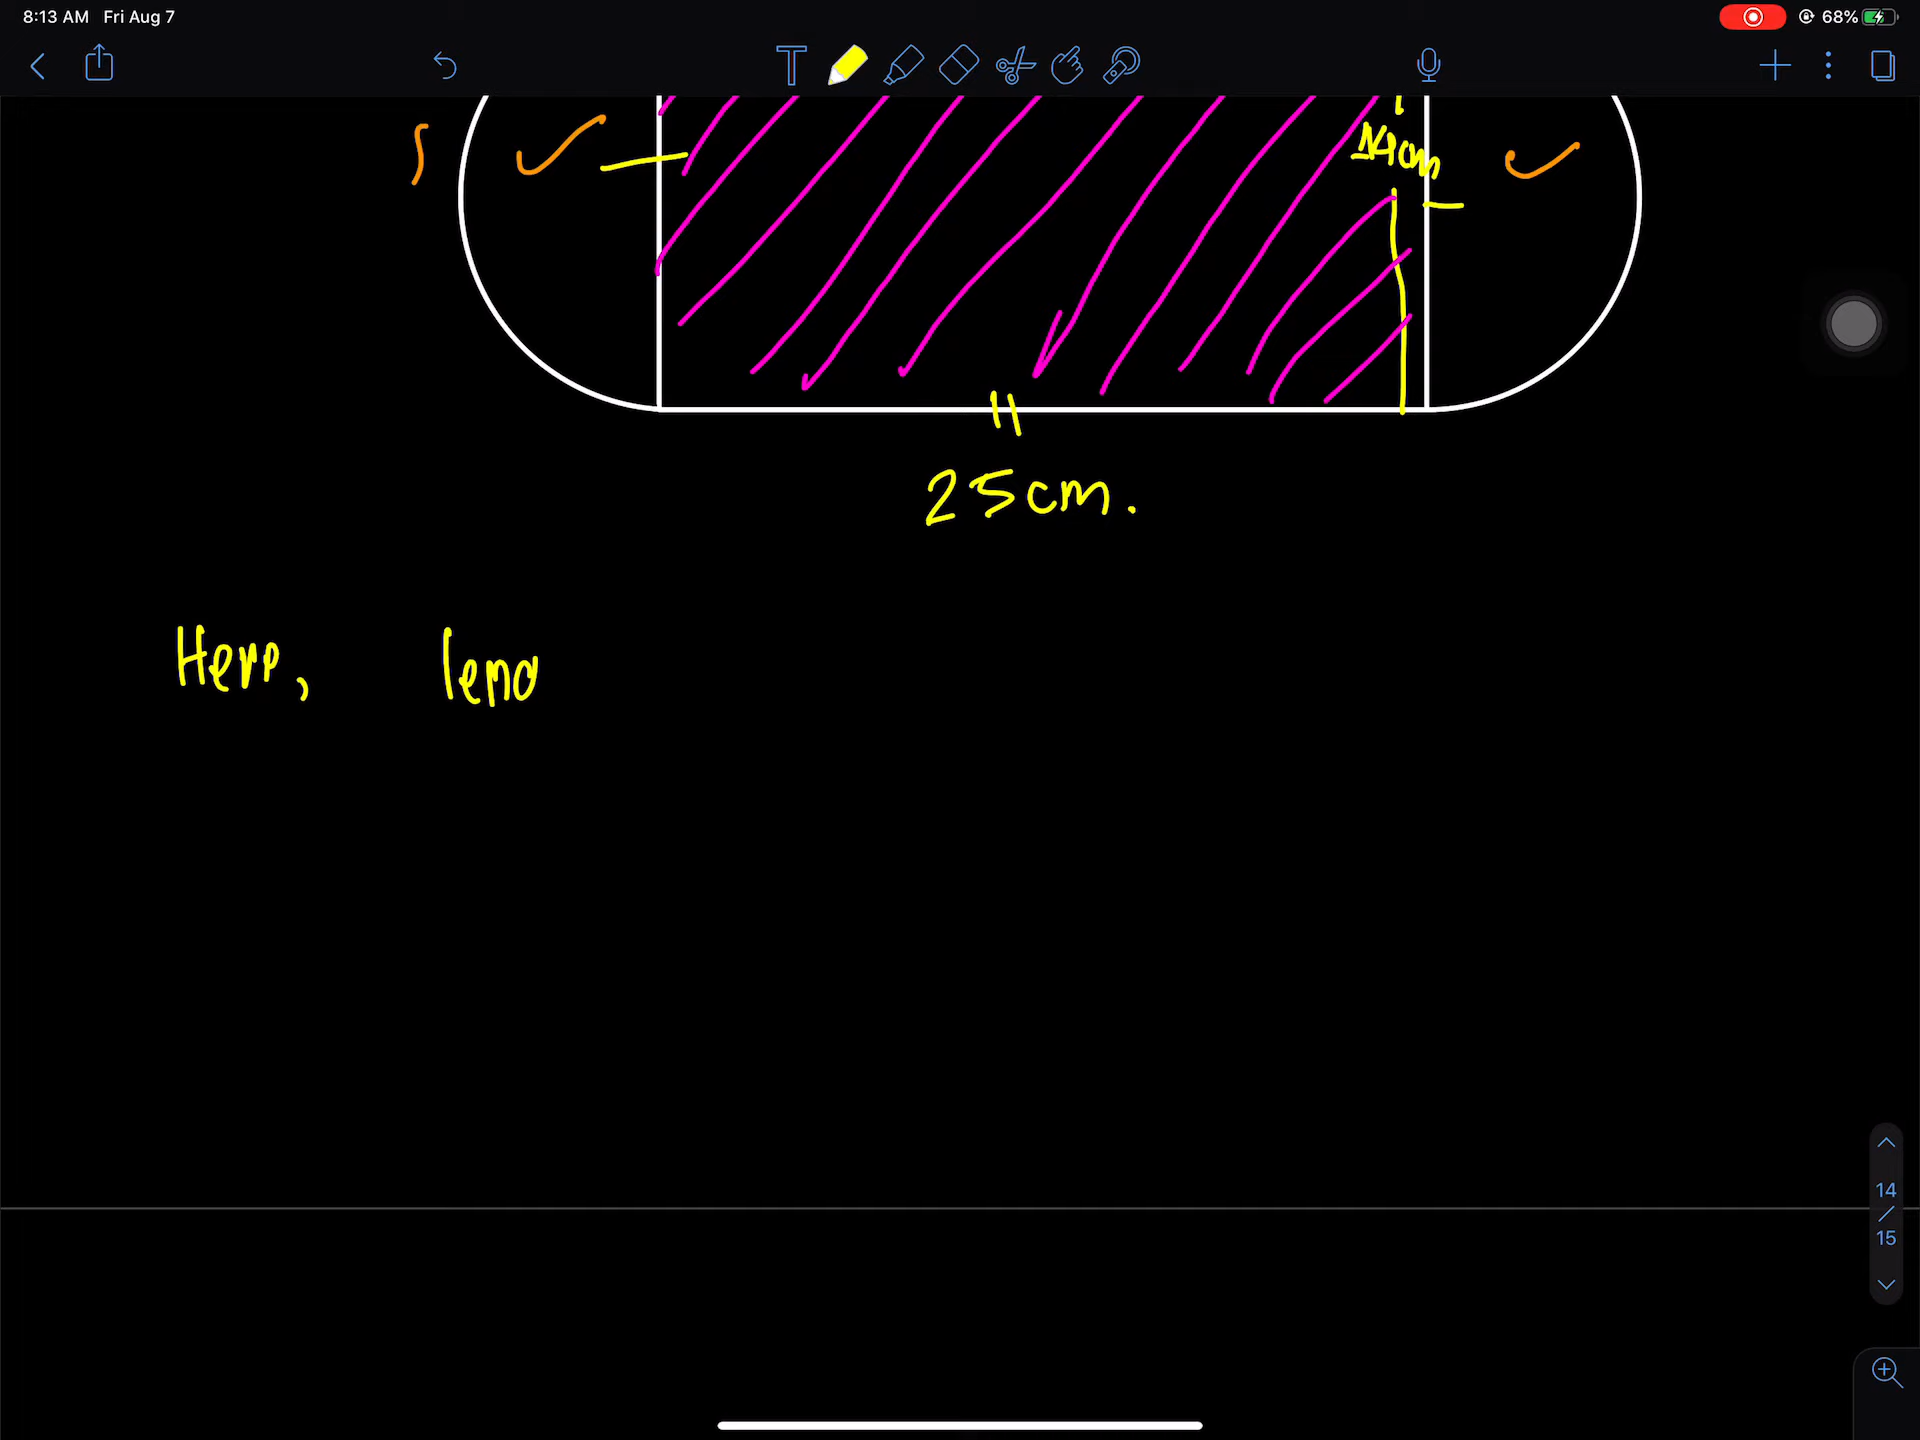 8:13 AM Fri Aug 7
68%
T
14cm
25cm.
Here, leng
14
/
15